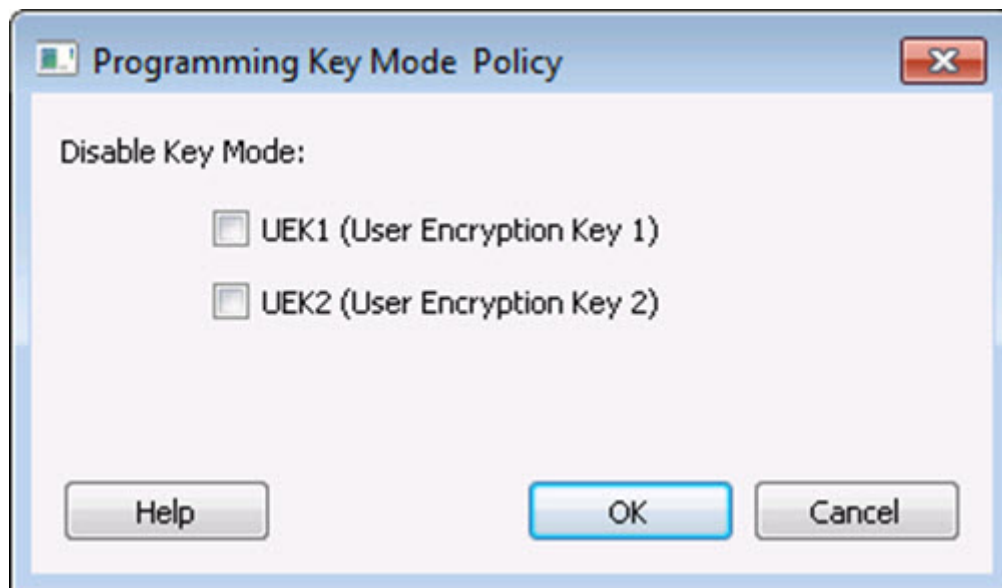 Programming Key Mode Policy
Disable Key Mode:
UEK1 (User Encryption Key 1)
UEK2 (User Encryption Key 2)
Help OK Cancel